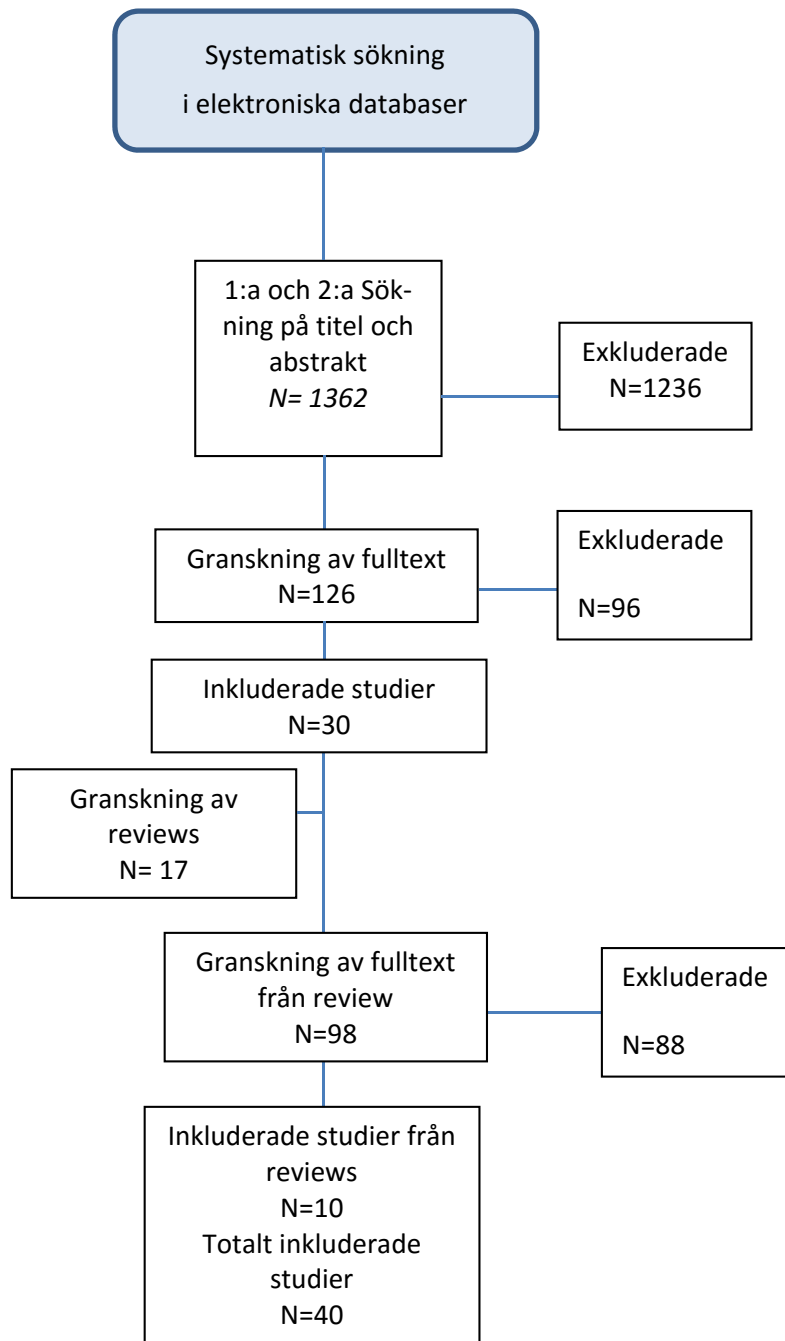 Systematisk sökning
i elektroniska databaser
1:a och 2:a Sök-
ning på titel och
abstrakt
N= 1362
Exkluderade
N=1236
Granskning av fulltext
N=126
Exkluderade
N=96
Inkluderade studier
N=30
Granskning av
reviews
N= 17
Granskning av fulltext
från review
N=98
Exkluderade
N=88
Inkluderade studier från
reviews
N=10
Totalt inkluderade
studier
N=40